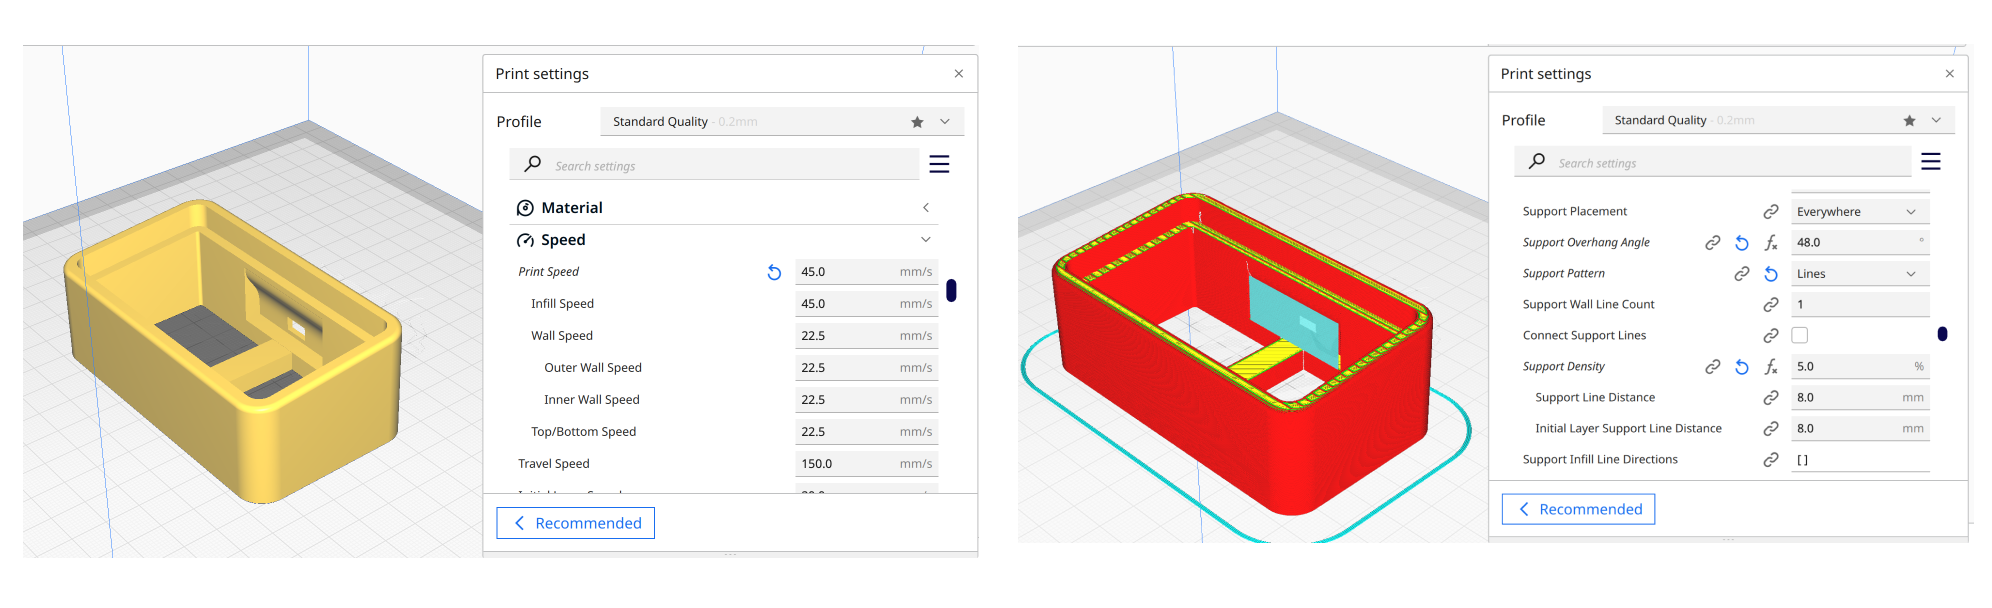 Print settings
Profile
Standard Quality - 0.2mm
Search settings
Material
Speed
Print Speed 45.0 mm/s
Infill Speed 45.0 mm/s
Wall Speed 22.5 mm/s
Outer Wall Speed 22.5 mm/s
Inner Wall Speed 22.5 mm/s
Top/Bottom Speed 22.5 mm/s
Travel Speed 150.0 mm/s
Recommended
Print settings
Profile
Standard Quality - 0.2mm
Search settings
Support Placement Everywhere
Support Overhang Angle 48.0 °
Support Pattern Lines
Support Wall Line Count 1
Connect Support Lines
Support Density 5.0 %
Support Line Distance 8.0 mm
Initial Layer Support Line Distance 8.0 mm
Support Infill Line Directions [ ]
Recommended